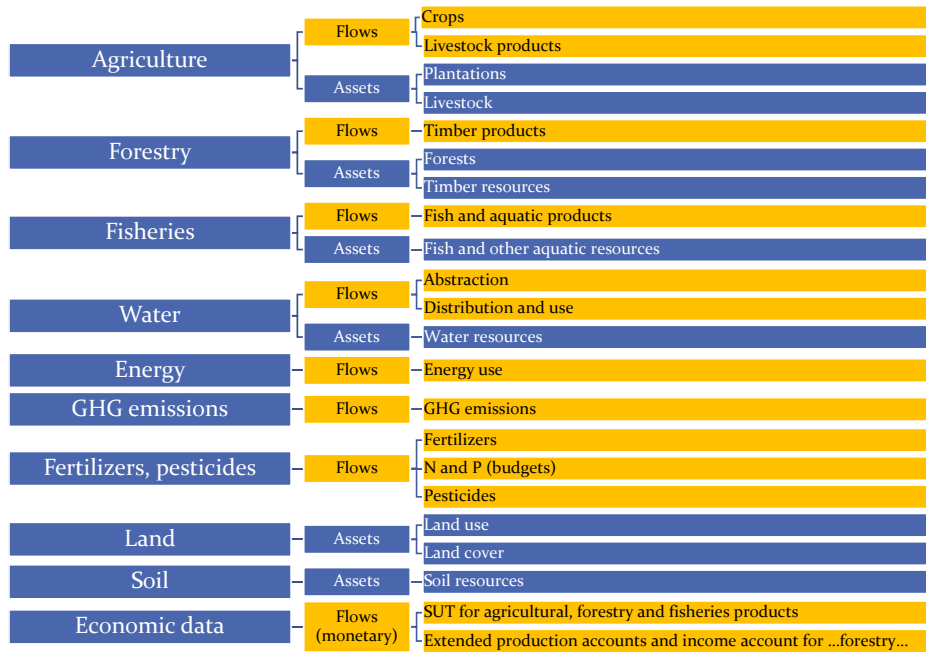 Agriculture
Flows
Crops
Livestock products
Assets
Plantations
Livestock
Forestry
Flows
Timber products
Assets
Forests
Timber resources
Fisheries
Flows
Fish and aquatic products
Assets
Fish and other aquatic resources
Water
Flows
Abstraction
Distribution and use
Assets
Water resources
Energy
Flows
Energy use
GHG emissions
Flows
GHG emissions
Fertilizers, pesticides
Flows
Fertilizers
N and P (budgets)
Pesticides
Land
Assets
Land use
Land cover
Soil
Assets
Soil resources
Economic data
Flows
(monetary)
SUT for agricultural, forestry and fisheries products
Extended production accounts and income account for ...forestry...